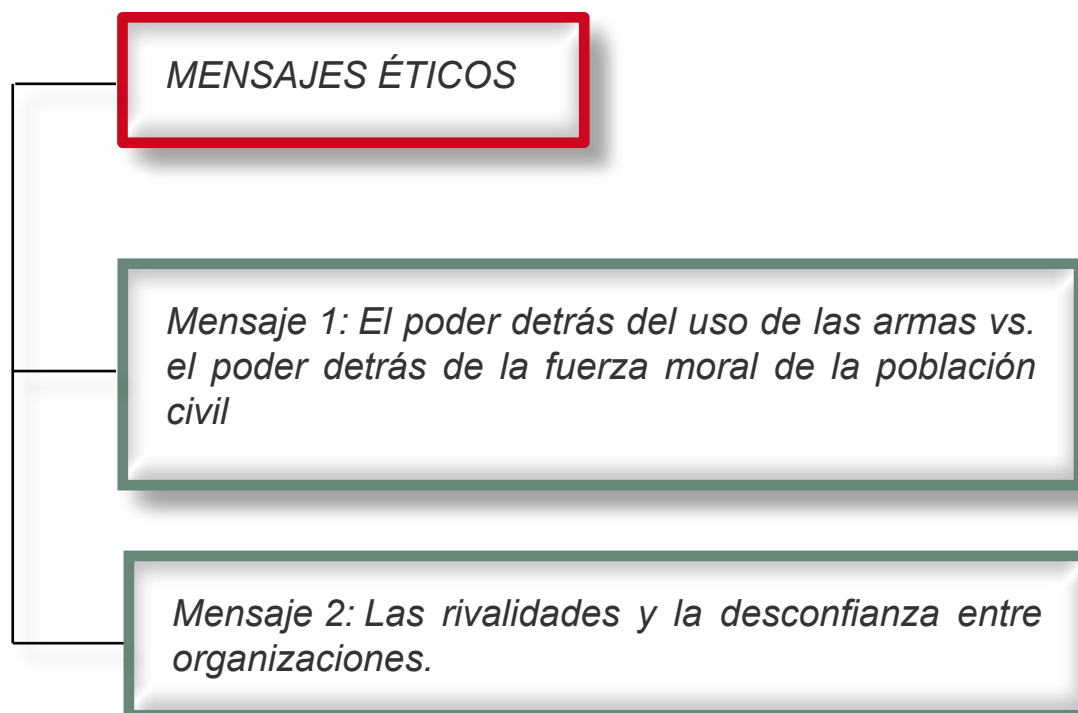 MENSAJES ÉTICOS
Mensaje 1: El poder detrás del uso de las armas vs.
el poder detrás de la fuerza moral de la población
civil
Mensaje 2: Las rivalidades y la desconfianza entre
organizaciones.